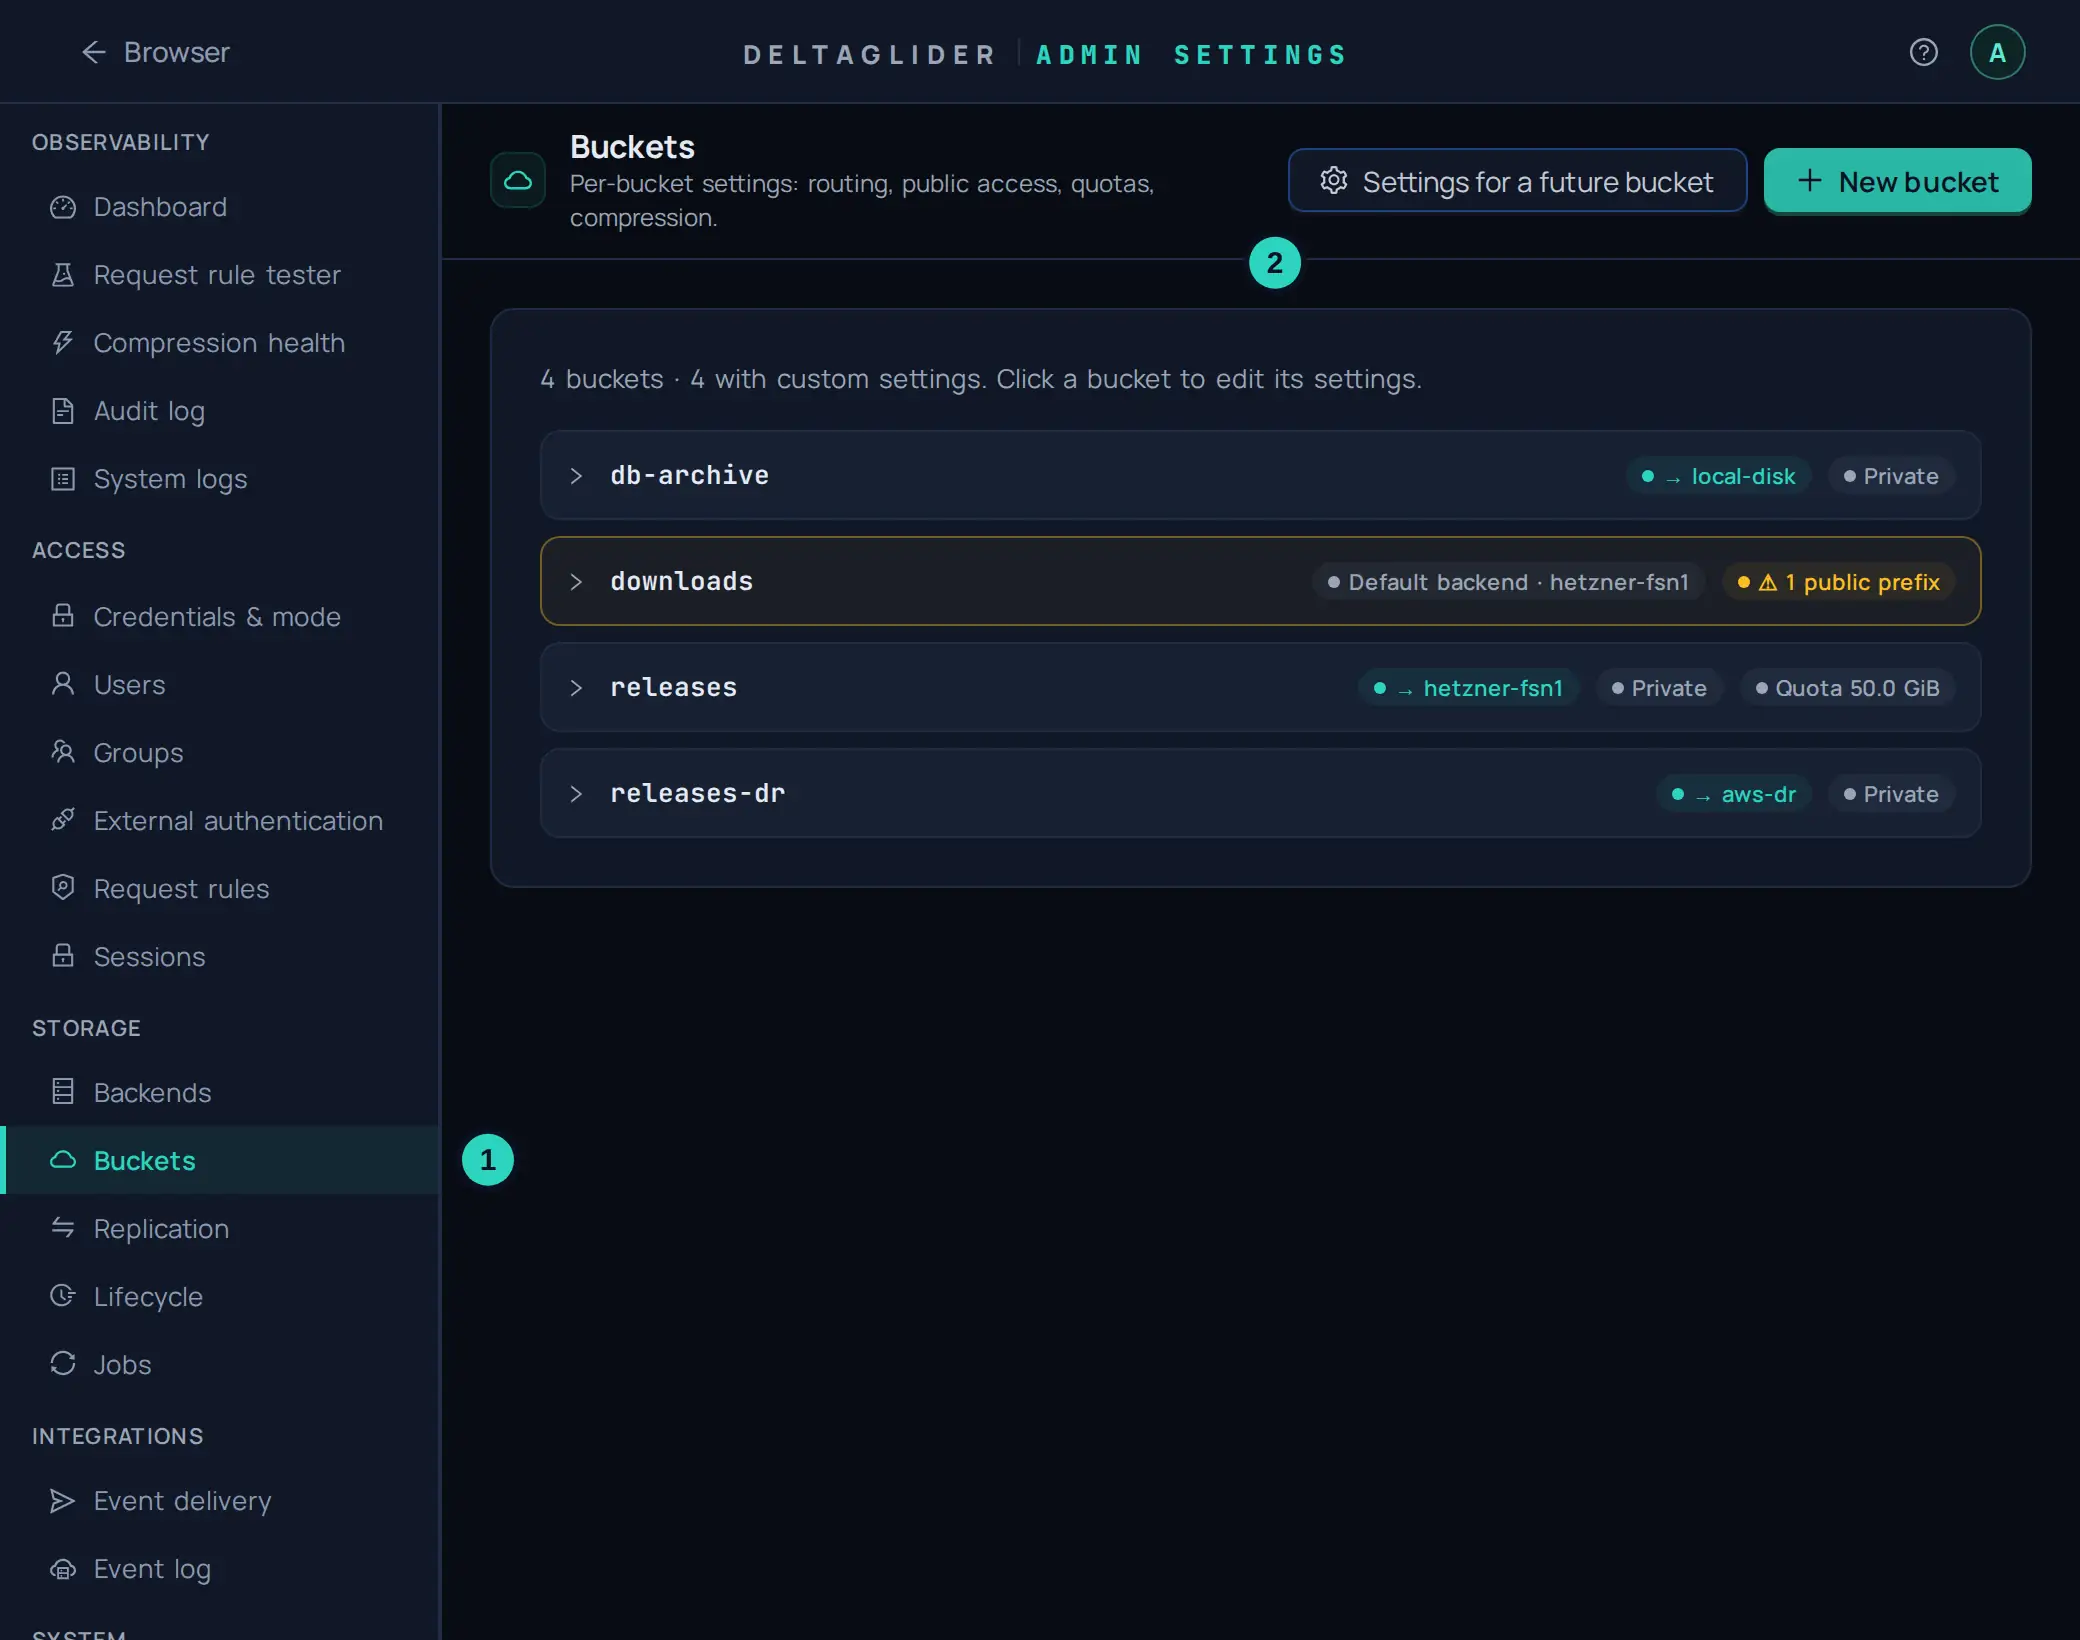 Browser
DELTAGLIDER ADMIN SETTINGS
A
OBSERVABILITY
Dashboard
Request rule tester
Compression health
Audit log
System logs
ACCESS
Credentials & mode
Users
Groups
External authentication
Request rules
Sessions
STORAGE
Backends
Buckets
1
Replication
Lifecycle
Jobs
INTEGRATIONS
Event delivery
Event log
SYSTEM
Buckets
Per-bucket settings: routing, public access, quotas,
compression.
Settings for a future bucket
+ New bucket
2
4 buckets · 4 with custom settings. Click a bucket to edit its settings.
db-archive → local-disk Private
downloads Default backend · hetzner-fsn1 ⚠ 1 public prefix
releases → hetzner-fsn1 Private Quota 50.0 GiB
releases-dr → aws-dr Private